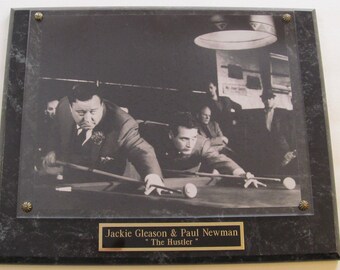 Jackie Gleason & Paul Newman
" The Hustler "